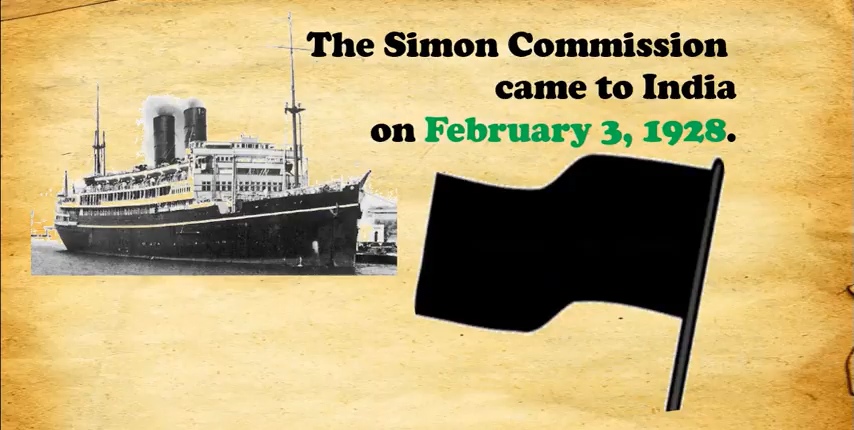 The Simon Commission
came to India
on February 3, 1928.